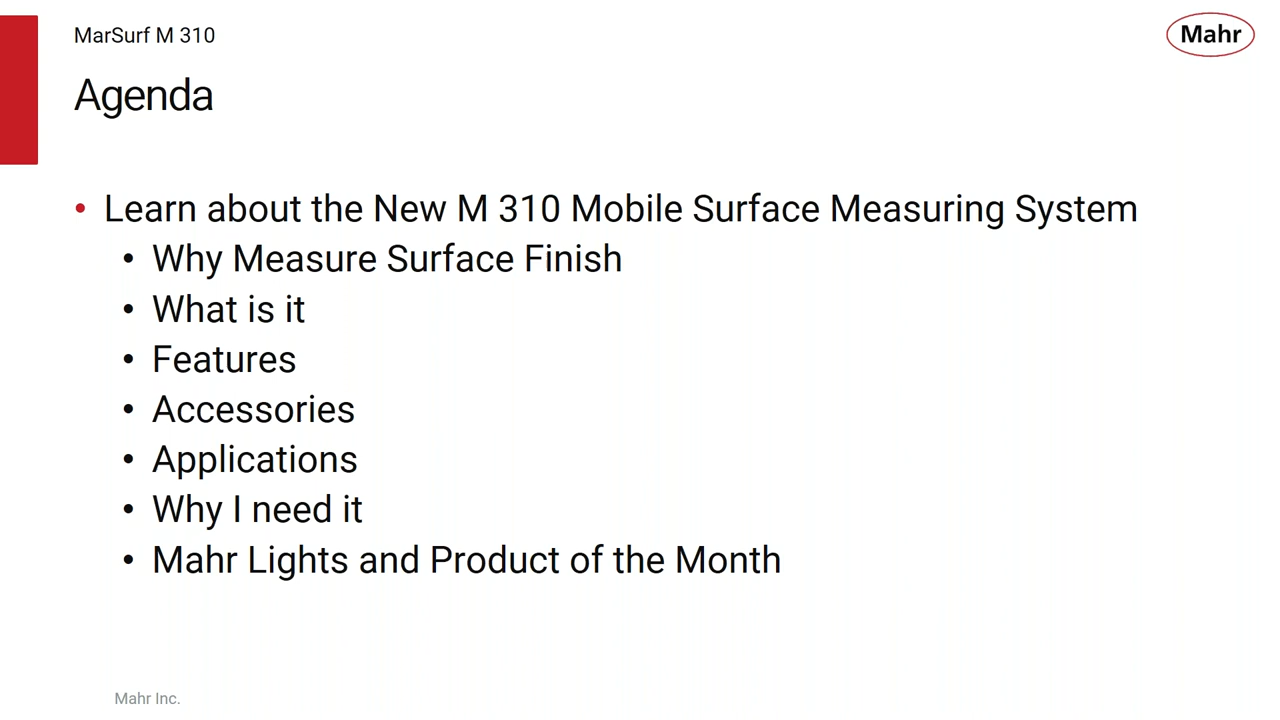 MarSurf M 310
Mahr
Agenda
• Learn about the New M 310 Mobile Surface Measuring System
• Why Measure Surface Finish
• What is it
• Features
• Accessories
• Applications
• Why I need it
• Mahr Lights and Product of the Month
Mahr Inc.